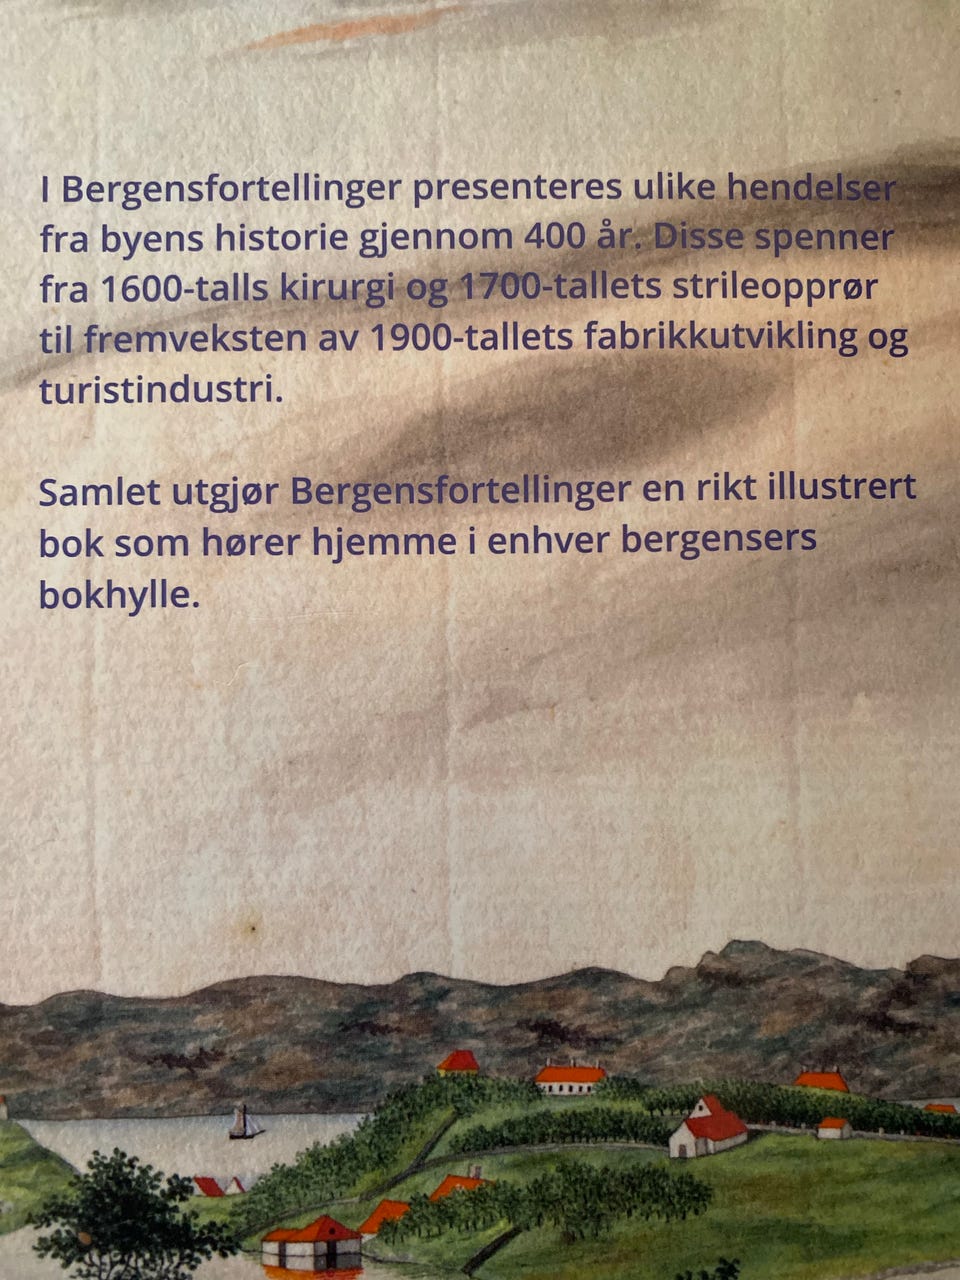 I Bergensfortellinger presenteres ulike hendelser
fra byens historie gjennom 400 år. Disse spenner
fra 1600-talls kirurgi og 1700-tallets strileopprør
til fremveksten av 1900-tallets fabrikkutvikling og
turistindustri.
Samlet utgjør Bergensfortellinger en rikt illustrert
bok som hører hjemme i enhver bergensers
bokhylle.